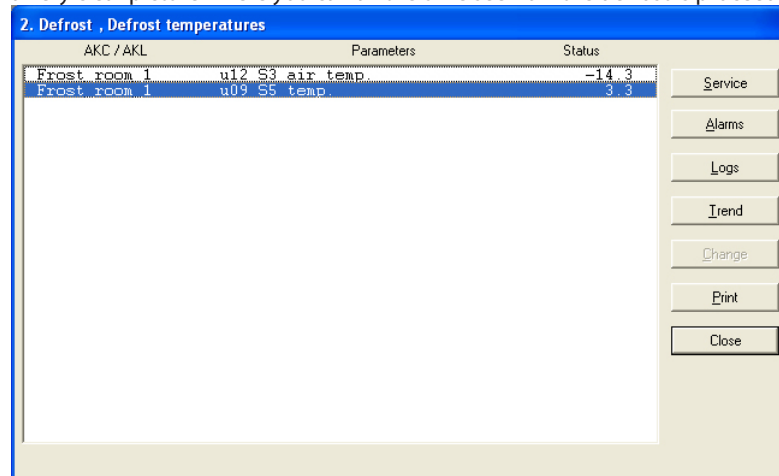 2. Defrost , Defrost temperatures
AKC / AKL Parameters Status
Frost room 1 u12 S3 air temp. -14.3
Frost room 1 u09 S5 temp. 3.3
Service
Alarms
Logs
Trend
Change
Print
Close